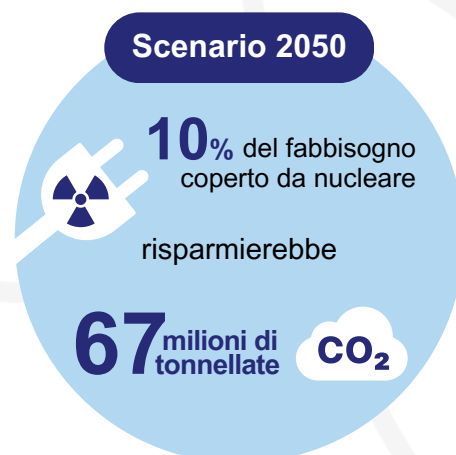 Scenario 2050
10% del fabbisogno
coperto da nucleare
risparmierebbe
67 milioni di
tonnellate
CO₂